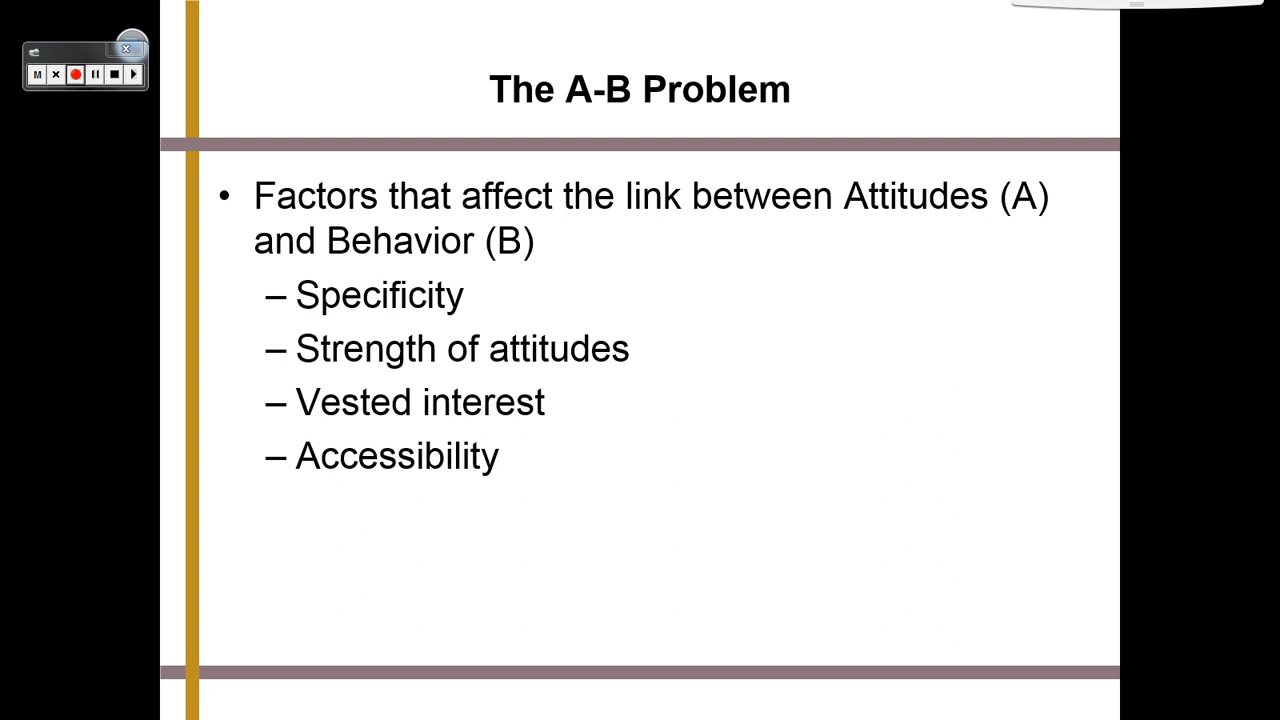 The A-B Problem
• Factors that affect the link between Attitudes (A)
and Behavior (B)
– Specificity
– Strength of attitudes
– Vested interest
– Accessibility
M